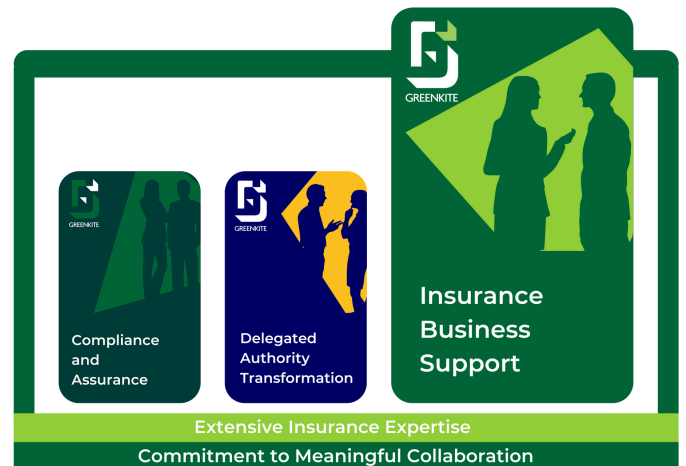 GREENKITE
Insurance
Business
Support
GREENKITE
Compliance
and
Assurance
GREENKITE
Delegated
Authority
Transformation
Extensive Insurance Expertise
Commitment to Meaningful Collaboration